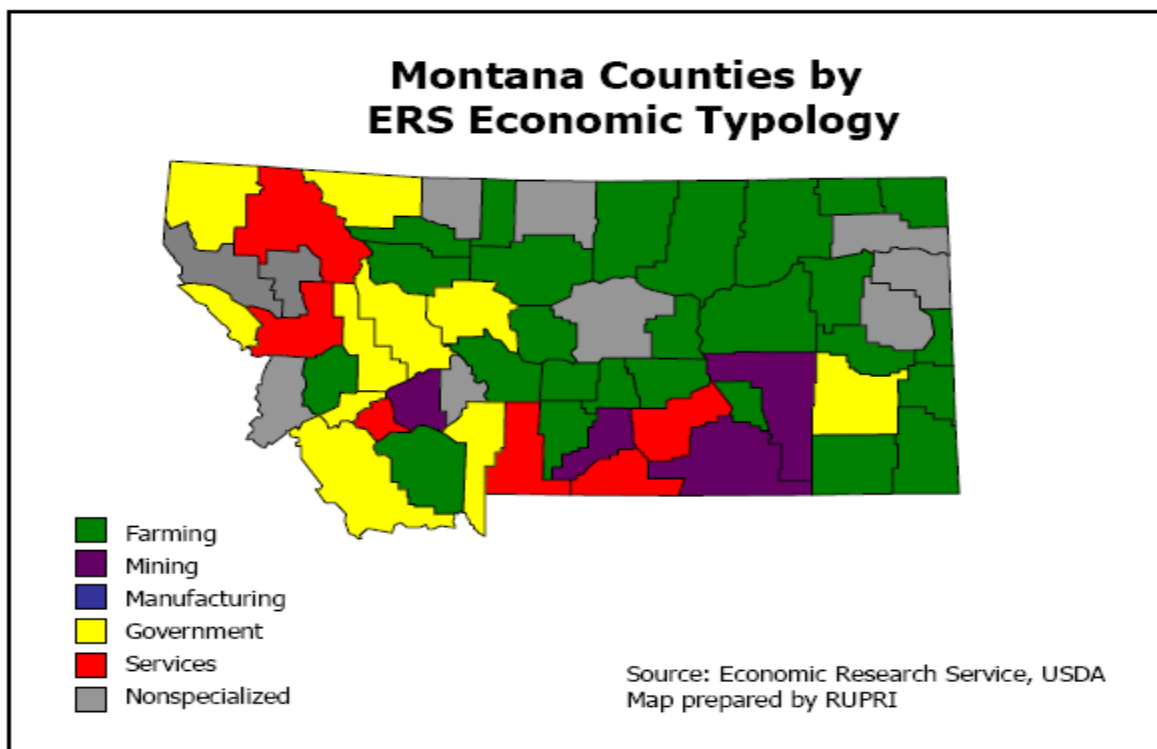 Montana Counties by
ERS Economic Typology
Farming
Mining
Manufacturing
Government
Services
Nonspecialized
Source: Economic Research Service, USDA
Map prepared by RUPRI